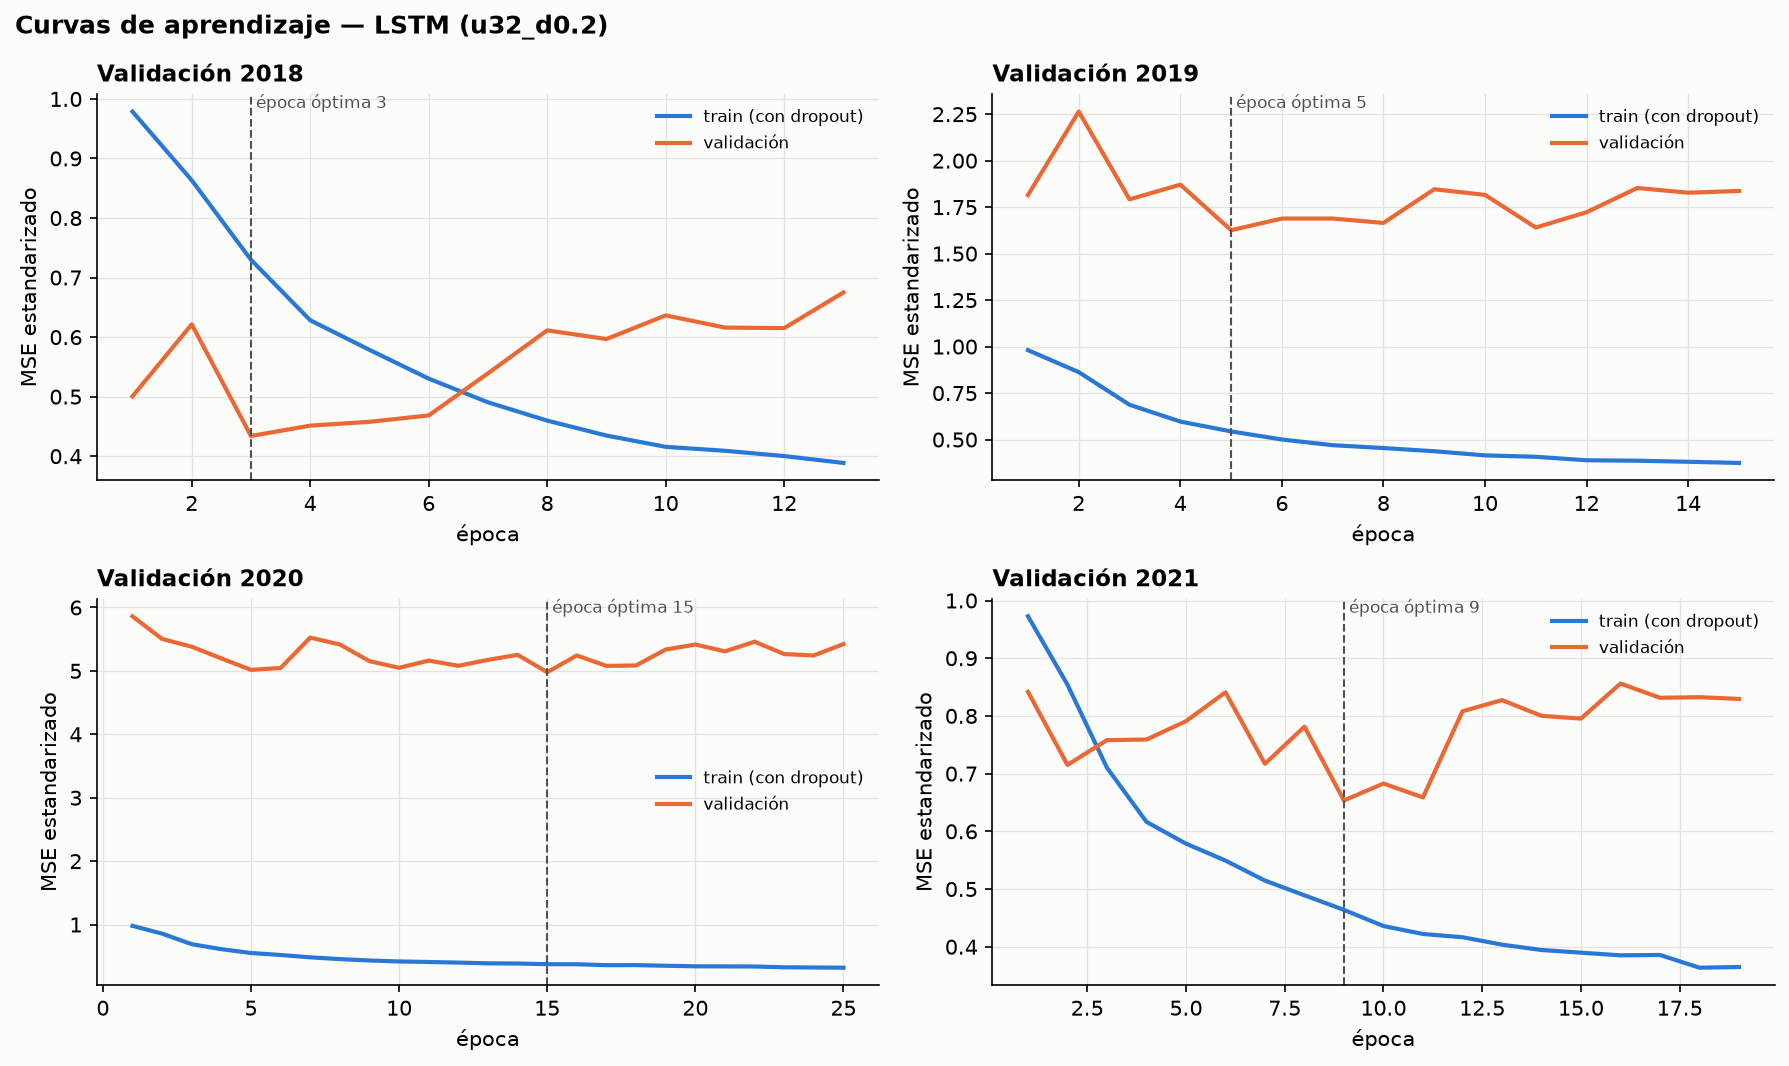 Curvas de aprendizaje — LSTM (u32_d0.2)
Validación 2018
época óptima 3
train (con dropout)
validación
MSE estandarizado
1.0
0.9
0.8
0.7
0.6
0.5
0.4
2 4 6 8 10 12
época
Validación 2019
época óptima 5
train (con dropout)
validación
MSE estandarizado
2.25
2.00
1.75
1.50
1.25
1.00
0.75
0.50
2 4 6 8 10 12 14
época
Validación 2020
época óptima 15
train (con dropout)
validación
MSE estandarizado
6
5
4
3
2
1
0 5 10 15 20 25
época
Validación 2021
época óptima 9
train (con dropout)
validación
MSE estandarizado
1.0
0.9
0.8
0.7
0.6
0.5
0.4
2.5 5.0 7.5 10.0 12.5 15.0 17.5
época